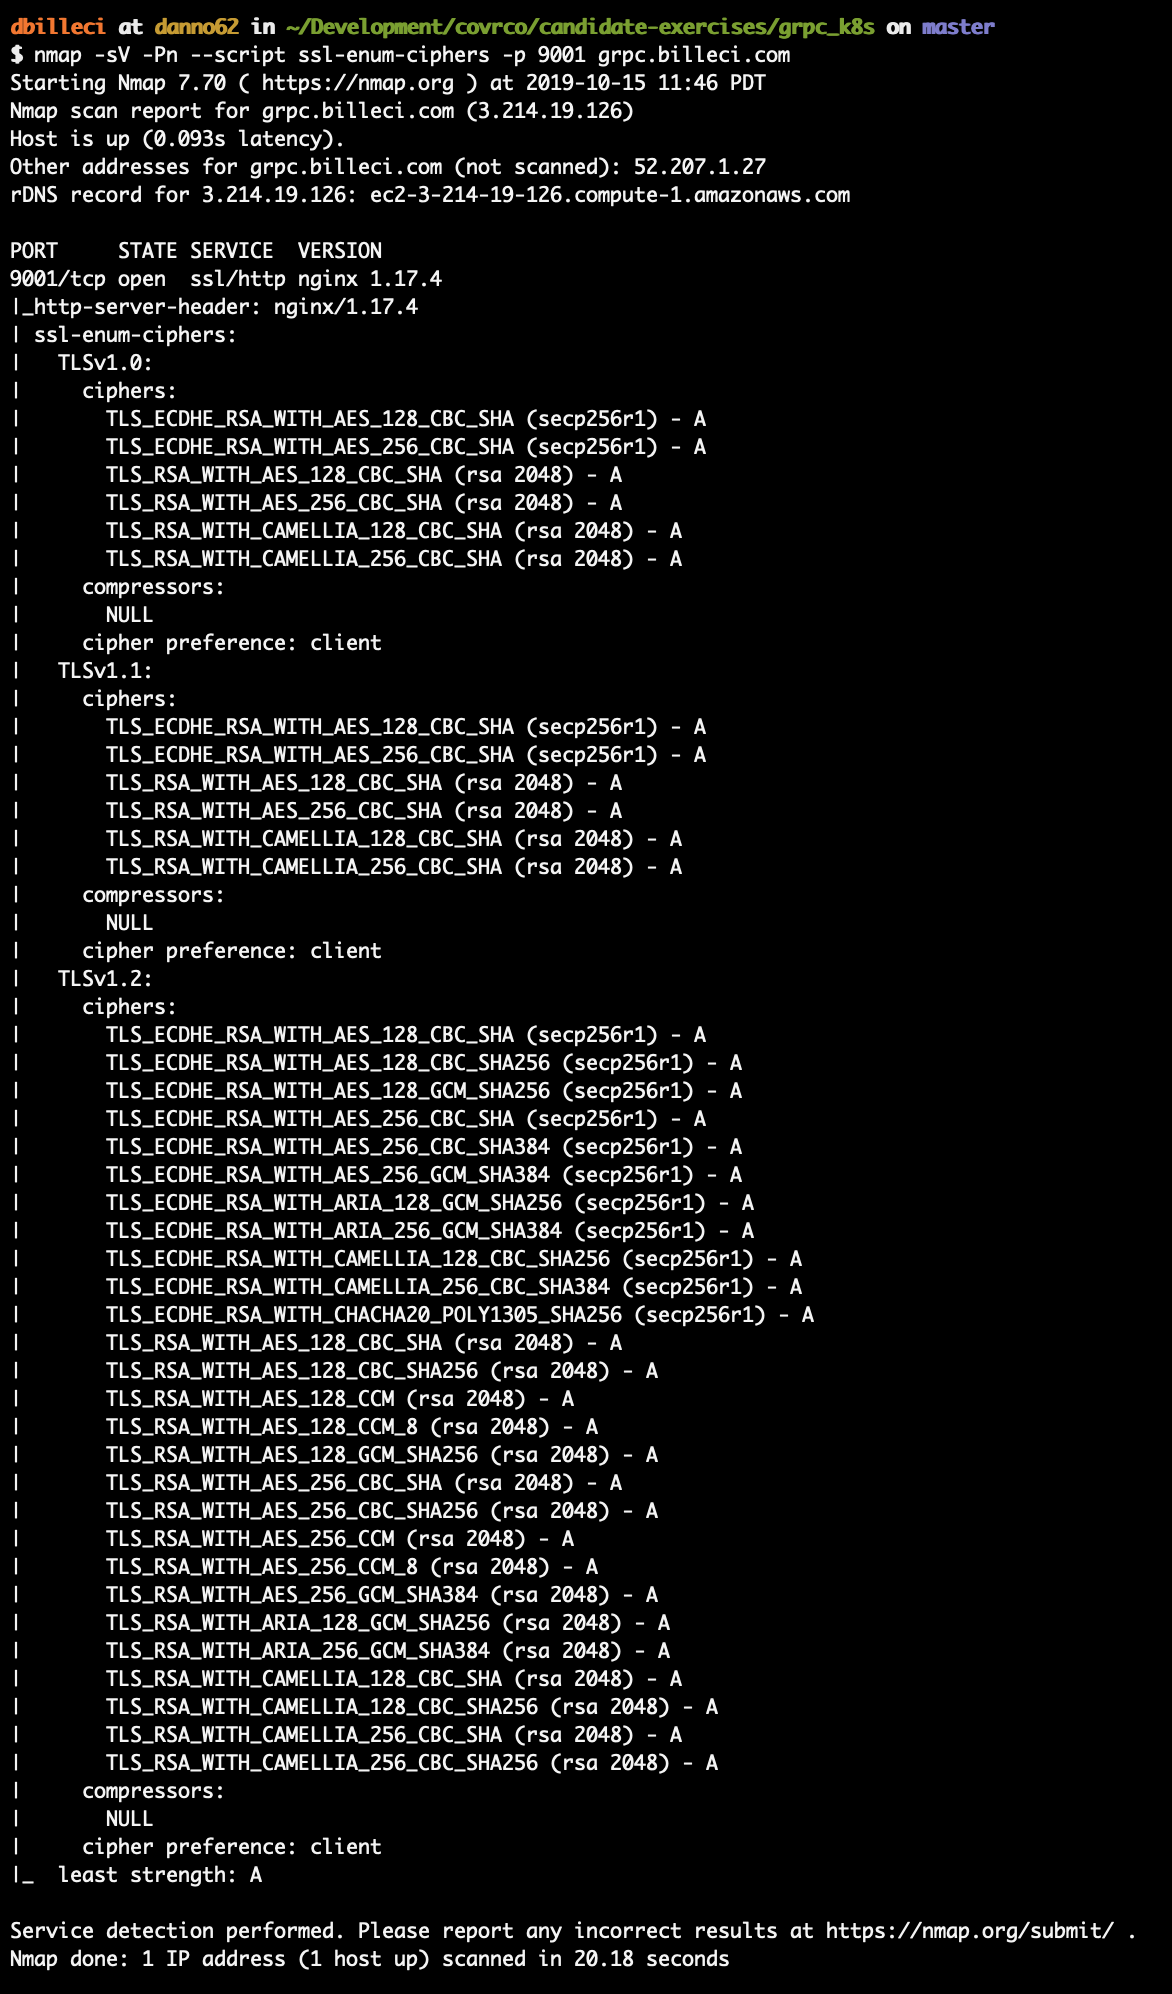 dbilleci at danno62 in ~/Development/covrco/candidate-exercises/grpc_k8s on master
$ nmap -sV -Pn --script ssl-enum-ciphers -p 9001 grpc.billeci.com
Starting Nmap 7.70 ( https://nmap.org ) at 2019-10-15 11:46 PDT
Nmap scan report for grpc.billeci.com (3.214.19.126)
Host is up (0.093s latency).
Other addresses for grpc.billeci.com (not scanned): 52.207.1.27
rDNS record for 3.214.19.126: ec2-3-214-19-126.compute-1.amazonaws.com

PORT     STATE SERVICE  VERSION
9001/tcp open  ssl/http nginx 1.17.4
|_http-server-header: nginx/1.17.4
| ssl-enum-ciphers:
|   TLSv1.0:
|     ciphers:
|       TLS_ECDHE_RSA_WITH_AES_128_CBC_SHA (secp256r1) - A
|       TLS_ECDHE_RSA_WITH_AES_256_CBC_SHA (secp256r1) - A
|       TLS_RSA_WITH_AES_128_CBC_SHA (rsa 2048) - A
|       TLS_RSA_WITH_AES_256_CBC_SHA (rsa 2048) - A
|       TLS_RSA_WITH_CAMELLIA_128_CBC_SHA (rsa 2048) - A
|       TLS_RSA_WITH_CAMELLIA_256_CBC_SHA (rsa 2048) - A
|     compressors:
|       NULL
|     cipher preference: client
|   TLSv1.1:
|     ciphers:
|       TLS_ECDHE_RSA_WITH_AES_128_CBC_SHA (secp256r1) - A
|       TLS_ECDHE_RSA_WITH_AES_256_CBC_SHA (secp256r1) - A
|       TLS_RSA_WITH_AES_128_CBC_SHA (rsa 2048) - A
|       TLS_RSA_WITH_AES_256_CBC_SHA (rsa 2048) - A
|       TLS_RSA_WITH_CAMELLIA_128_CBC_SHA (rsa 2048) - A
|       TLS_RSA_WITH_CAMELLIA_256_CBC_SHA (rsa 2048) - A
|     compressors:
|       NULL
|     cipher preference: client
|   TLSv1.2:
|     ciphers:
|       TLS_ECDHE_RSA_WITH_AES_128_CBC_SHA (secp256r1) - A
|       TLS_ECDHE_RSA_WITH_AES_128_CBC_SHA256 (secp256r1) - A
|       TLS_ECDHE_RSA_WITH_AES_128_GCM_SHA256 (secp256r1) - A
|       TLS_ECDHE_RSA_WITH_AES_256_CBC_SHA (secp256r1) - A
|       TLS_ECDHE_RSA_WITH_AES_256_CBC_SHA384 (secp256r1) - A
|       TLS_ECDHE_RSA_WITH_AES_256_GCM_SHA384 (secp256r1) - A
|       TLS_ECDHE_RSA_WITH_ARIA_128_GCM_SHA256 (secp256r1) - A
|       TLS_ECDHE_RSA_WITH_ARIA_256_GCM_SHA384 (secp256r1) - A
|       TLS_ECDHE_RSA_WITH_CAMELLIA_128_CBC_SHA256 (secp256r1) - A
|       TLS_ECDHE_RSA_WITH_CAMELLIA_256_CBC_SHA384 (secp256r1) - A
|       TLS_ECDHE_RSA_WITH_CHACHA20_POLY1305_SHA256 (secp256r1) - A
|       TLS_RSA_WITH_AES_128_CBC_SHA (rsa 2048) - A
|       TLS_RSA_WITH_AES_128_CBC_SHA256 (rsa 2048) - A
|       TLS_RSA_WITH_AES_128_CCM (rsa 2048) - A
|       TLS_RSA_WITH_AES_128_CCM_8 (rsa 2048) - A
|       TLS_RSA_WITH_AES_128_GCM_SHA256 (rsa 2048) - A
|       TLS_RSA_WITH_AES_256_CBC_SHA (rsa 2048) - A
|       TLS_RSA_WITH_AES_256_CBC_SHA256 (rsa 2048) - A
|       TLS_RSA_WITH_AES_256_CCM (rsa 2048) - A
|       TLS_RSA_WITH_AES_256_CCM_8 (rsa 2048) - A
|       TLS_RSA_WITH_AES_256_GCM_SHA384 (rsa 2048) - A
|       TLS_RSA_WITH_ARIA_128_GCM_SHA256 (rsa 2048) - A
|       TLS_RSA_WITH_ARIA_256_GCM_SHA384 (rsa 2048) - A
|       TLS_RSA_WITH_CAMELLIA_128_CBC_SHA (rsa 2048) - A
|       TLS_RSA_WITH_CAMELLIA_128_CBC_SHA256 (rsa 2048) - A
|       TLS_RSA_WITH_CAMELLIA_256_CBC_SHA (rsa 2048) - A
|       TLS_RSA_WITH_CAMELLIA_256_CBC_SHA256 (rsa 2048) - A
|     compressors:
|       NULL
|     cipher preference: client
|_  least strength: A

Service detection performed. Please report any incorrect results at https://nmap.org/submit/ .
Nmap done: 1 IP address (1 host up) scanned in 20.18 seconds